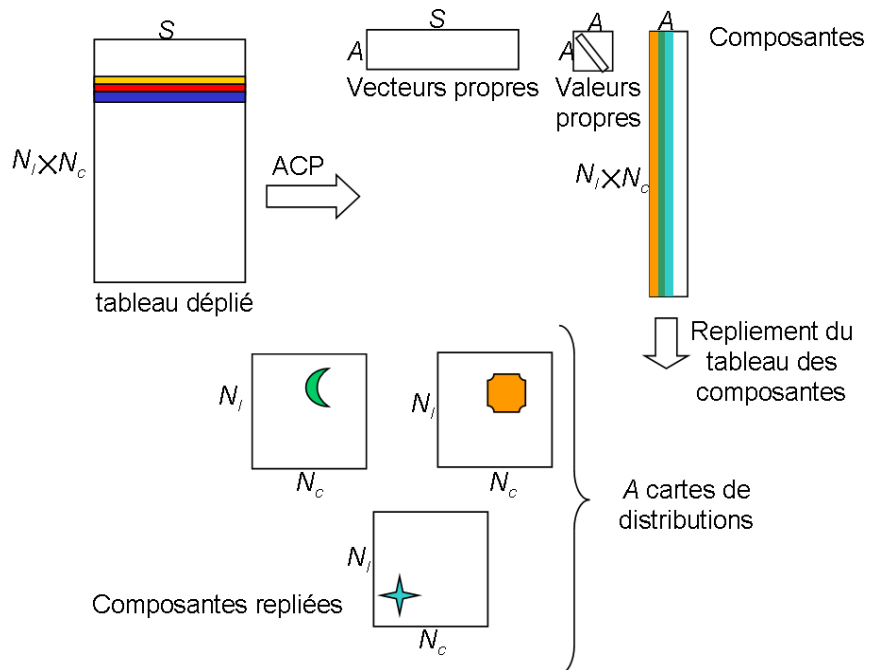 S
N_l×N_c
tableau déplié
ACP
S
A
Vecteurs propres
A
A
Valeurs
propres
A
Composantes
N_l×N_c
Repliement du
tableau des
composantes
N_l
N_c
N_l
N_c
N_l
N_c
A cartes de
distributions
Composantes repliées